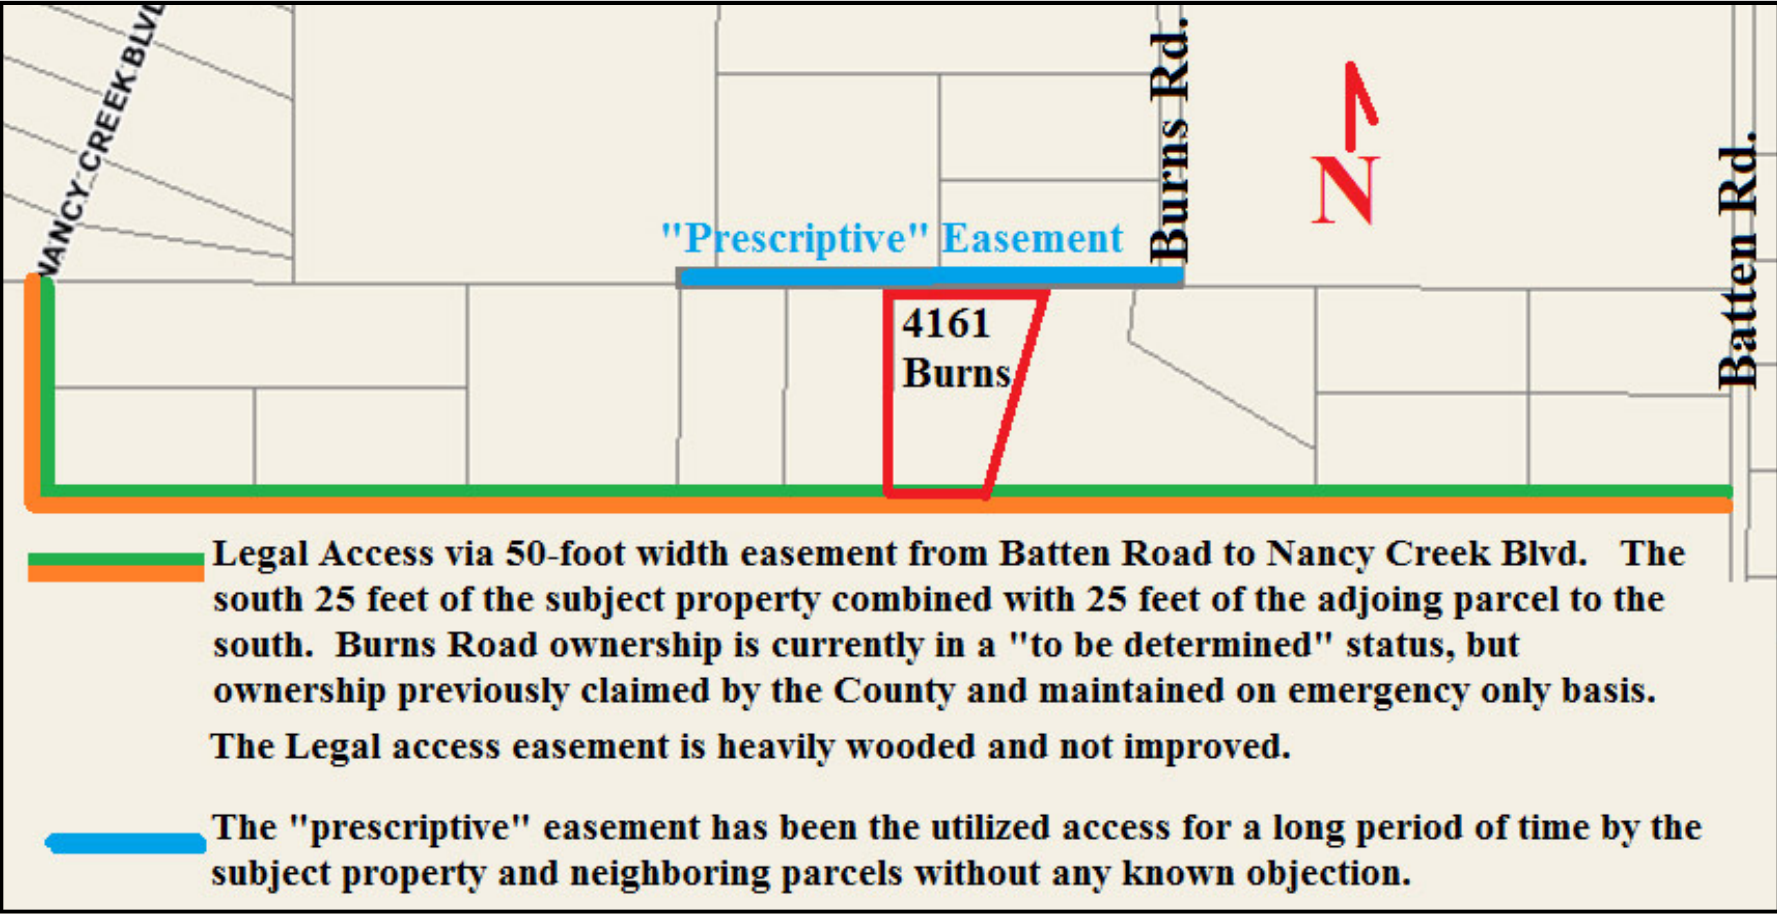 NANCY CREEK BLVD
Burns Rd.
N
Batten Rd.
"Prescriptive" Easement
4161
Burns
Legal Access via 50-foot width easement from Batten Road to Nancy Creek Blvd. The
south 25 feet of the subject property combined with 25 feet of the adjoing parcel to the
south. Burns Road ownership is currently in a "to be determined" status, but
ownership previously claimed by the County and maintained on emergency only basis.
The Legal access easement is heavily wooded and not improved.
The "prescriptive" easement has been the utilized access for a long period of time by the
subject property and neighboring parcels without any known objection.